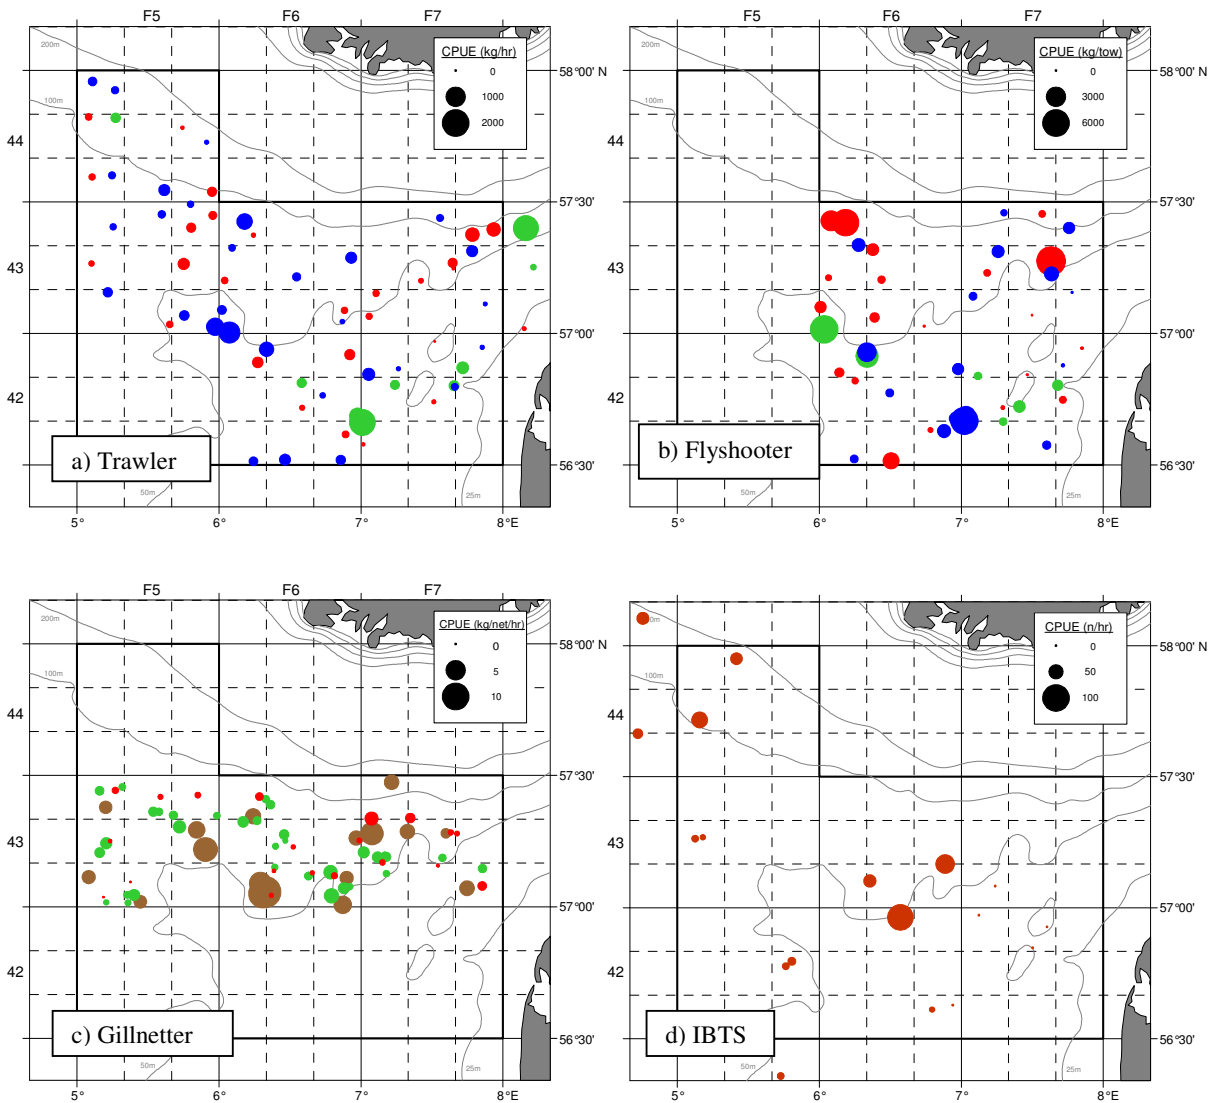 F5 F6 F7
200m
CPUE (kg/hr)
0
1000
2000
58°00' N
100m
44
57°30'
43
57°00'
42
a) Trawler
56°30'
50m
25m
5° 6° 7° 8°E
F5 F6 F7
200m
CPUE (kg/tow)
0
3000
6000
58°00' N
100m
44
57°30'
43
57°00'
42
b) Flyshooter
56°30'
50m
25m
5° 6° 7° 8°E
F5 F6 F7
200m
CPUE (kg/net/hr)
0
5
10
58°00' N
100m
44
57°30'
43
57°00'
42
c) Gillnetter
56°30'
50m
25m
5° 6° 7° 8°E
CPUE (n/hr)
0
50
100
58°00' N
100m
44
57°30'
43
57°00'
42
d) IBTS
56°30'
50m
25m
5° 6° 7° 8°E